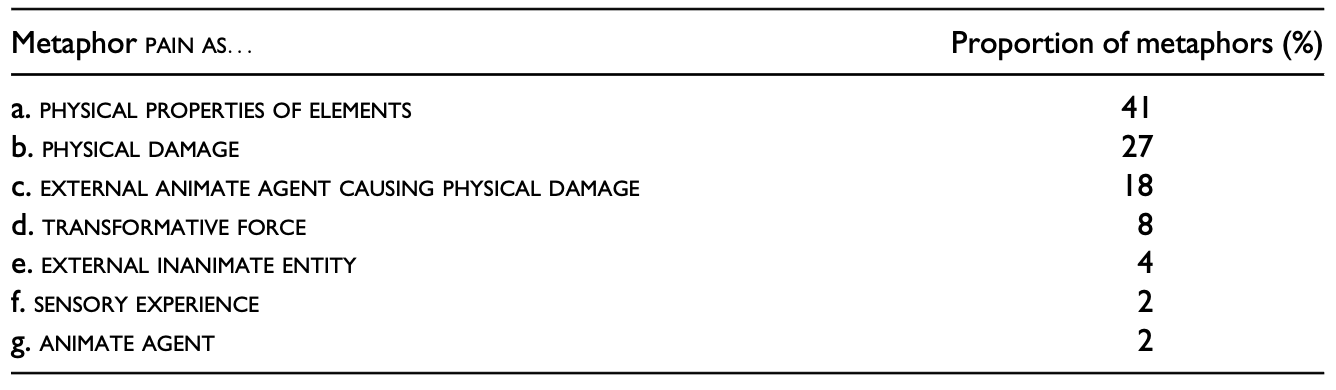 Metaphor PAIN AS... Proportion of metaphors (%)
a. PHYSICAL PROPERTIES OF ELEMENTS 41
b. PHYSICAL DAMAGE 27
c. EXTERNAL ANIMATE AGENT CAUSING PHYSICAL DAMAGE 18
d. TRANSFORMATIVE FORCE 8
e. EXTERNAL INANIMATE ENTITY 4
f. SENSORY EXPERIENCE 2
g. ANIMATE AGENT 2